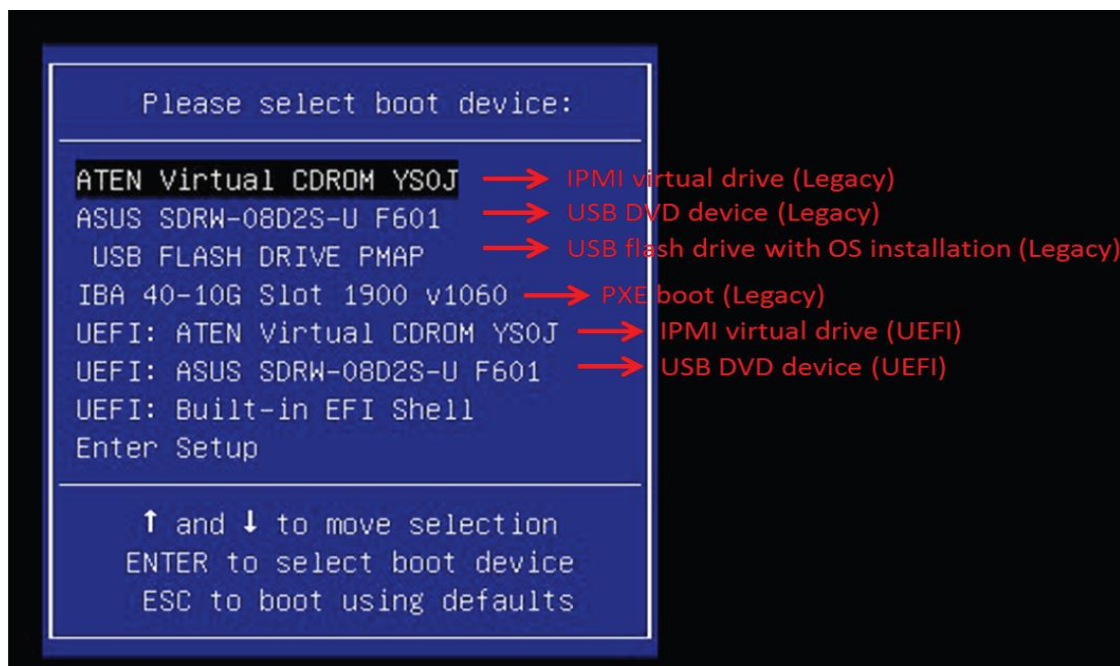 Please select boot device:
ATEN Virtual CDROM YS0J → IPMI virtual drive (Legacy)
ASUS SDRW-08D2S-U F601 → USB DVD device (Legacy)
USB FLASH DRIVE PMAP → USB flash drive with OS installation (Legacy)
IBA 40-10G Slot 1900 v1060 → PXE boot (Legacy)
UEFI: ATEN Virtual CDROM YS0J → IPMI virtual drive (UEFI)
UEFI: ASUS SDRW-08D2S-U F601 → USB DVD device (UEFI)
UEFI: Built-in EFI Shell
Enter Setup
↑ and ↓ to move selection
ENTER to select boot device
ESC to boot using defaults